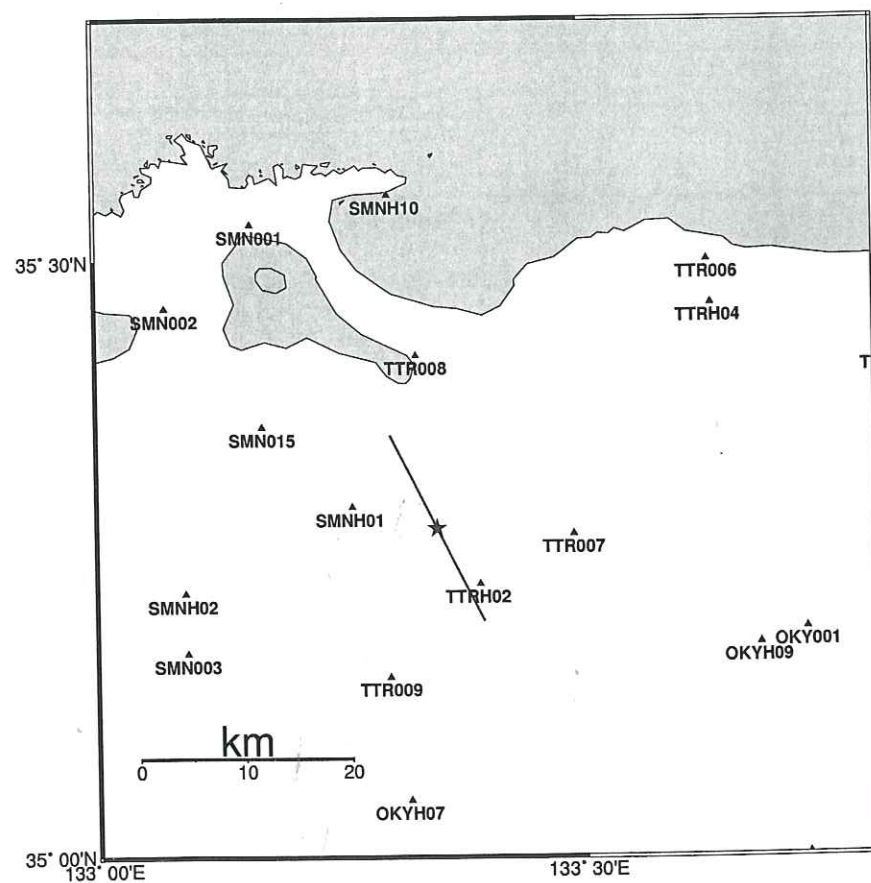 SMNH10
SMN001
35° 30'N
TTR006
SMN002
TTRH04
TTR008
T
SMN015
SMNH01
TTR007
TTRH02
SMNH02
OKY001
OKYH09
SMN003
TTR009
km
0 10 20
OKYH07
35° 00'N
133° 00'E
133° 30'E